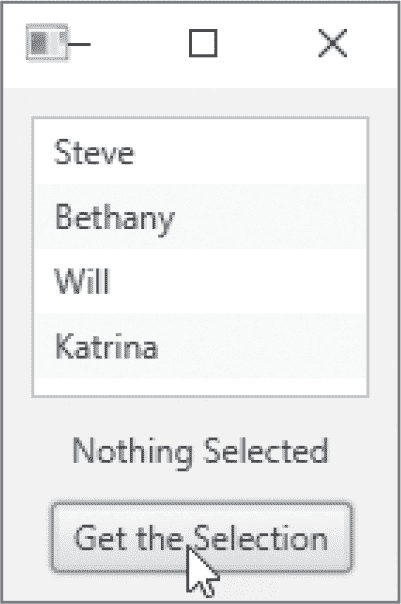 Steve
Bethany
Will
Katrina
Nothing Selected
Get the Selection